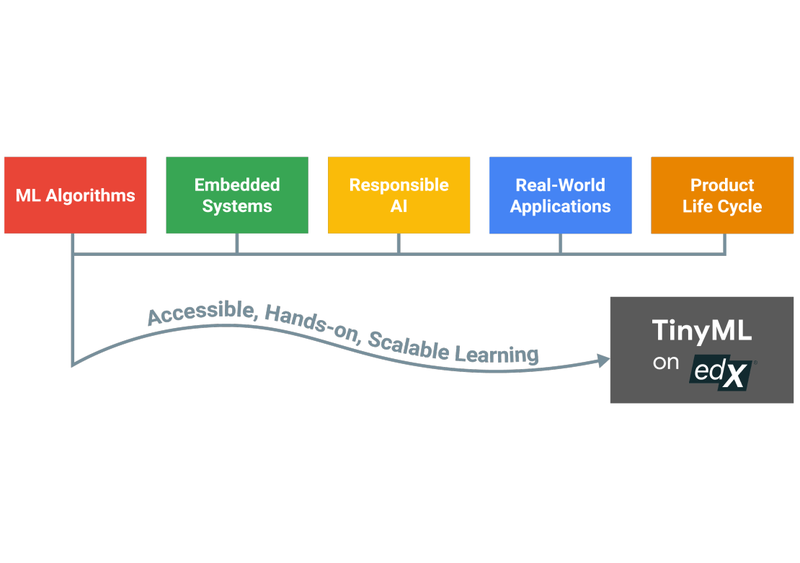 ML Algorithms
Embedded
Systems
Responsible
AI
Real-World
Applications
Product
Life Cycle
Accessible, Hands-on, Scalable Learning
TinyML
on edX